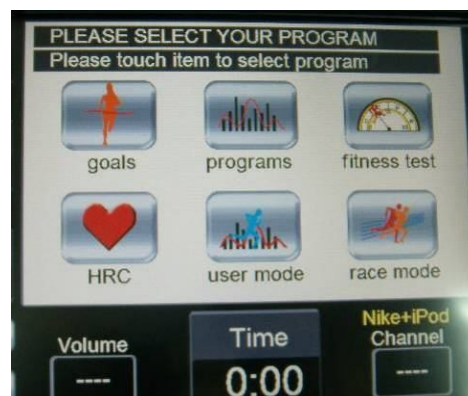 PLEASE SELECT YOUR PROGRAM
Please touch item to select program
goals programs fitness test
HRC user mode race mode
Nike+iPod
Volume Time Channel
---- 0:00 ----